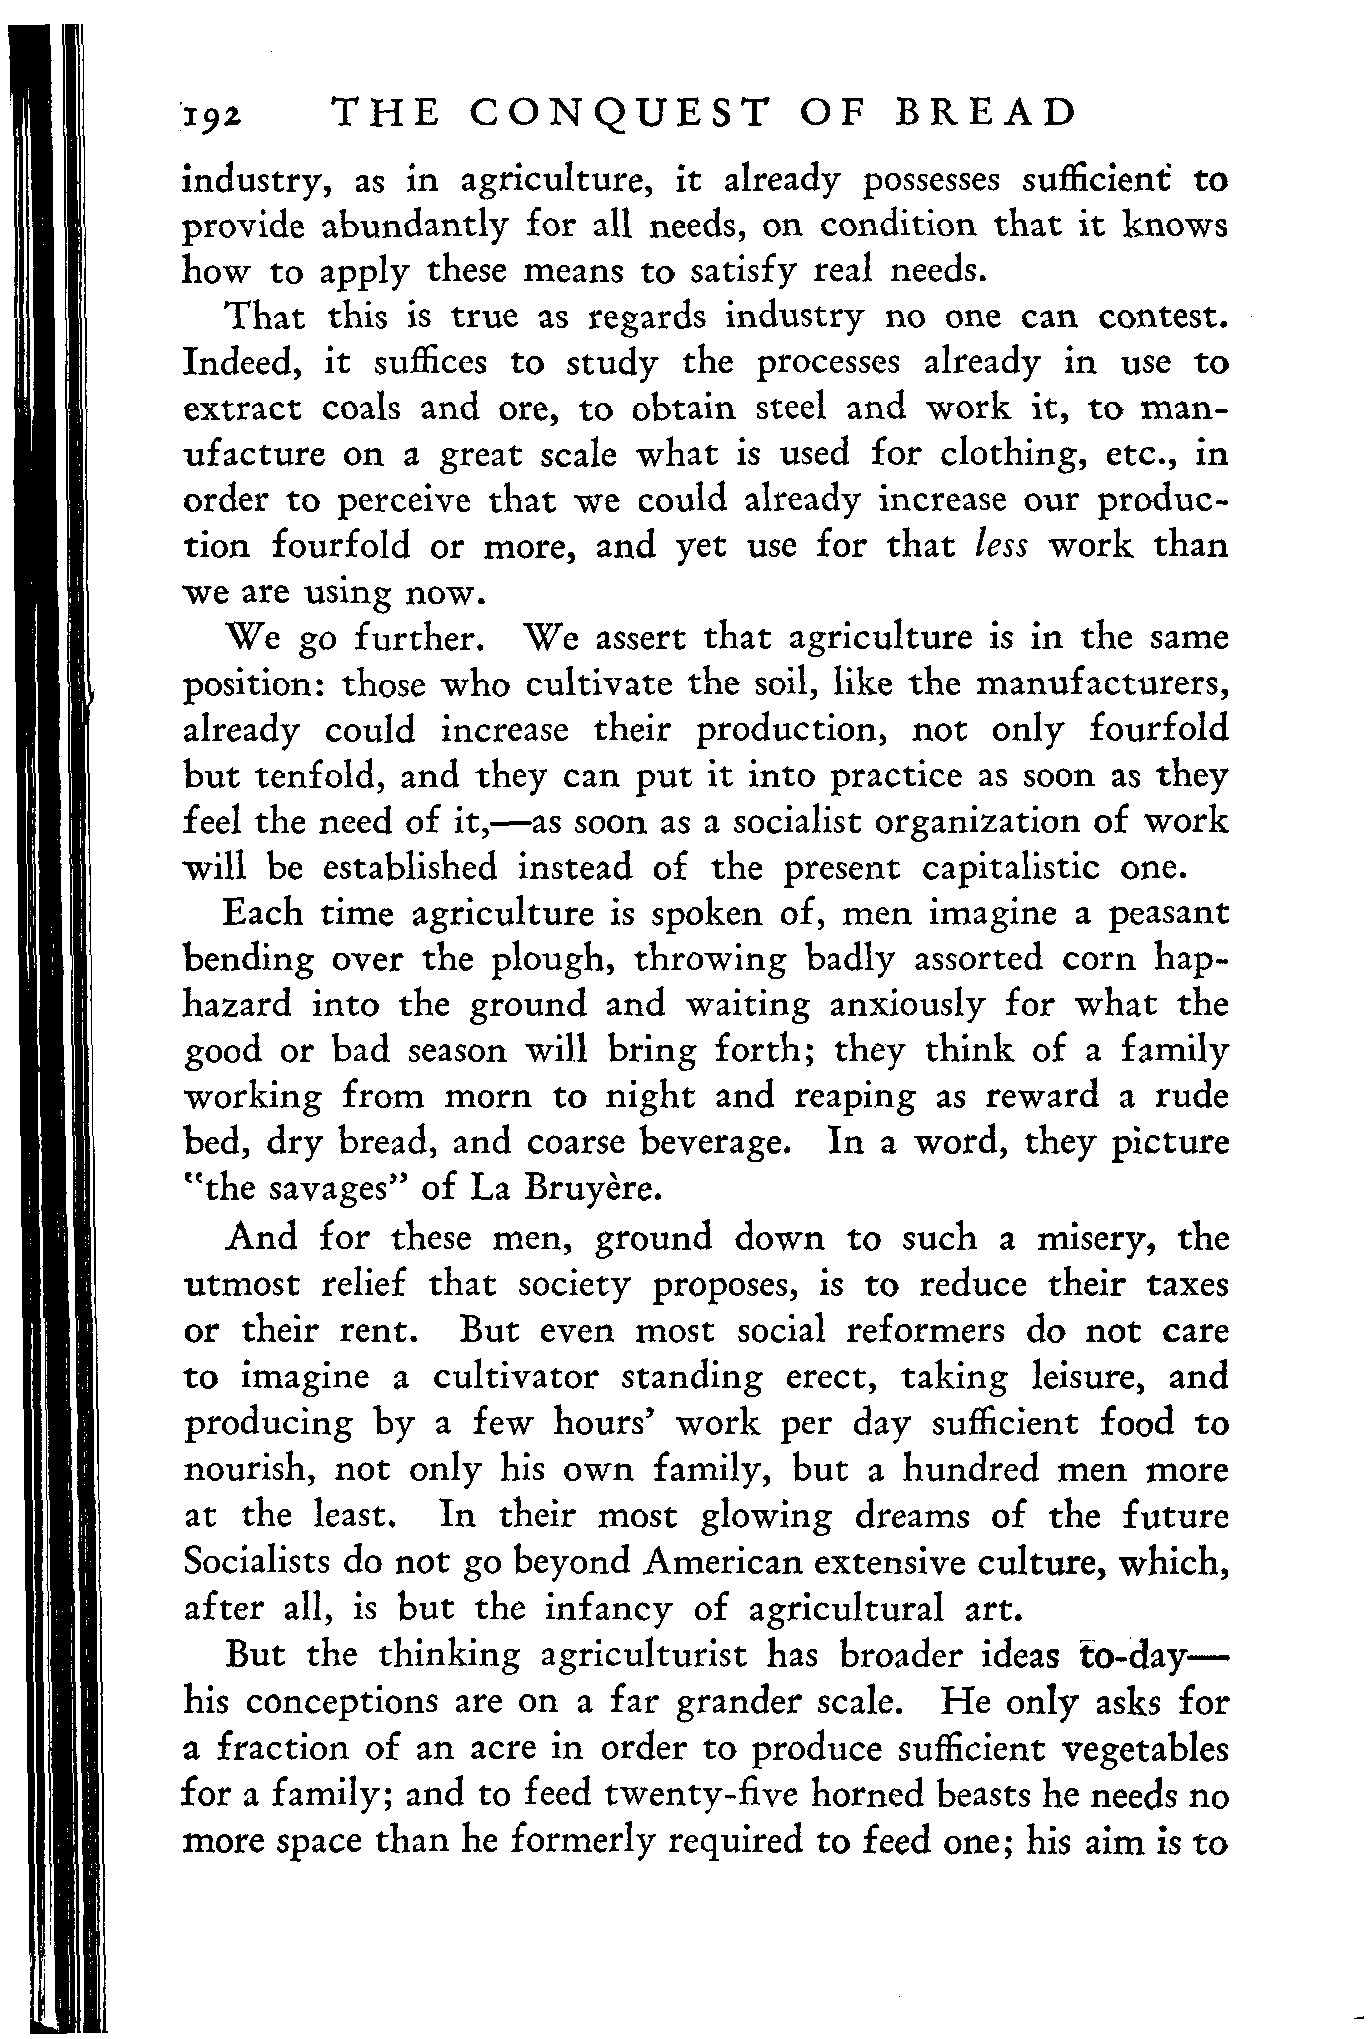 192 THE CONQUEST OF BREAD
industry, as in agriculture, it already possesses sufficient to
provide abundantly for all needs, on condition that it knows
how to apply these means to satisfy real needs.
That this is true as regards industry no one can contest.
Indeed, it suffices to study the processes already in use to
extract coals and ore, to obtain steel and work it, to man-
ufacture on a great scale what is used for clothing, etc., in
order to perceive that we could already increase our produc-
tion fourfold or more, and yet use for that less work than
we are using now.
We go further. We assert that agriculture is in the same
position: those who cultivate the soil, like the manufacturers,
already could increase their production, not only fourfold
but tenfold, and they can put it into practice as soon as they
feel the need of it,—as soon as a socialist organization of work
will be established instead of the present capitalistic one.
Each time agriculture is spoken of, men imagine a peasant
bending over the plough, throwing badly assorted corn hap-
hazard into the ground and waiting anxiously for what the
good or bad season will bring forth; they think of a family
working from morn to night and reaping as reward a rude
bed, dry bread, and coarse beverage. In a word, they picture
"the savages" of La Bruyère.
And for these men, ground down to such a misery, the
utmost relief that society proposes, is to reduce their taxes
or their rent. But even most social reformers do not care
to imagine a cultivator standing erect, taking leisure, and
producing by a few hours' work per day sufficient food to
nourish, not only his own family, but a hundred men more
at the least. In their most glowing dreams of the future
Socialists do not go beyond American extensive culture, which,
after all, is but the infancy of agricultural art.
But the thinking agriculturist has broader ideas to-day—
his conceptions are on a far grander scale. He only asks for
a fraction of an acre in order to produce sufficient vegetables
for a family; and to feed twenty-five horned beasts he needs no
more space than he formerly required to feed one; his aim is to